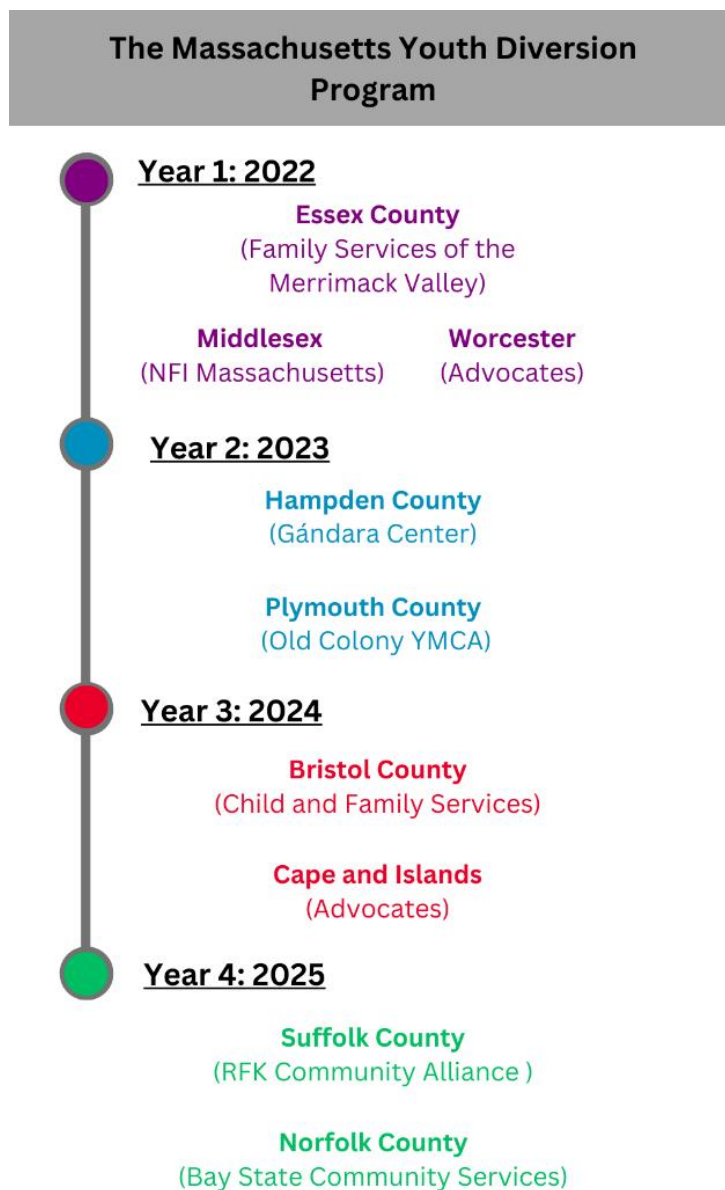 The Massachusetts Youth Diversion
Program
Year 1: 2022
Essex County
(Family Services of the
Merrimack Valley)
Middlesex
(NFI Massachusetts)
Worcester
(Advocates)
Year 2: 2023
Hampden County
(Gándara Center)
Plymouth County
(Old Colony YMCA)
Year 3: 2024
Bristol County
(Child and Family Services)
Cape and Islands
(Advocates)
Year 4: 2025
Suffolk County
(RFK Community Alliance )
Norfolk County
(Bay State Community Services)